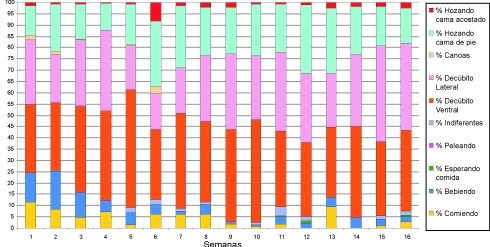 100
95
90
85
80
75
70
65
60
55
50
45
40
35
30
25
20
15
10
5
0
1 2 3 4 5 6 7 8 9 10 11 12 13 14 15 16
Semanas
% Hozando
cama acostado
% Hozando
cama de pie
% Canoas
% Decúbito
Lateral
% Decúbito
Ventral
% Indiferentes
% Peleando
% Esperando
comida
% Bebiendo
% Comiendo